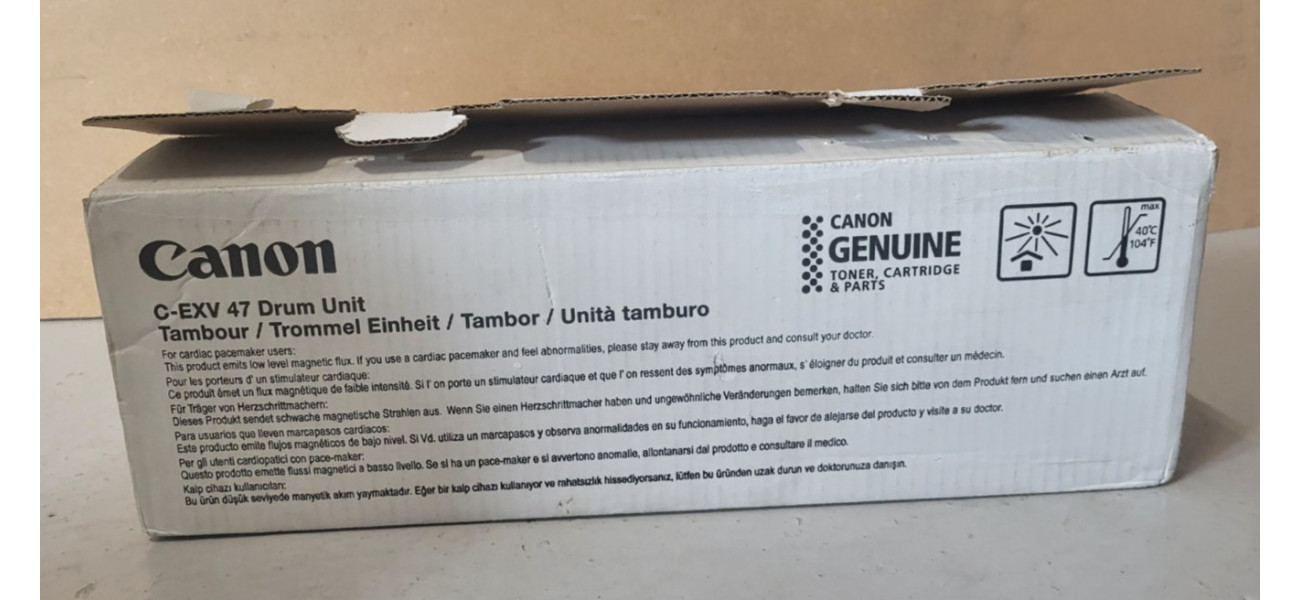 Canon
C-EXV 47 Drum Unit
Tambour / Trommel Einheit / Tambor / Unità tamburo
CANON
GENUINE
TONER, CARTRIDGE
& PARTS
max
40°C
104°F
For cardiac pacemaker users:
This product emits low level magnetic flux. If you use a cardiac pacemaker and feel abnormalities, please stay away from this product and consult your doctor.
Pour les porteurs d' un stimulateur cardiaque:
Ce produit émet un flux magnétique de faible intensité. Si l' on porte un stimulateur cardiaque et que l' on ressent des symptômes anormaux, s' éloigner du produit et consulter un médecin.
Für Träger von Herzschrittmachern:
Dieses Produkt sendet schwache magnetische Strahlen aus. Wenn Sie einen Herzschrittmacher haben und ungewöhnliche Veränderungen bemerken, halten Sie sich bitte von dem Produkt fern und suchen einen Arzt auf.
Para usuarios que lleven marcapasos cardiacos:
Este producto emite flujos magnéticos de bajo nivel. Si Vd. utiliza un marcapasos y observa anormalidades en su funcionamiento, haga el favor de alejarse del producto y visite a su doctor.
Per gli utenti cardiopatici con pace-maker:
Questo prodotto emette flussi magnetici a basso livello. Se si ha un pace-maker e si avvertono anomalie, allontanarsi dal prodotto e consultare il medico.
Kalp cihazı kullanıcıları:
Bu ürün düşük seviyede manyetik akım yaymaktadır. Eğer bir kalp cihazı kullanıyor ve rahatsızlık hissediyorsanız, lütfen bu üründen uzak durun ve doktorunuza danışın.